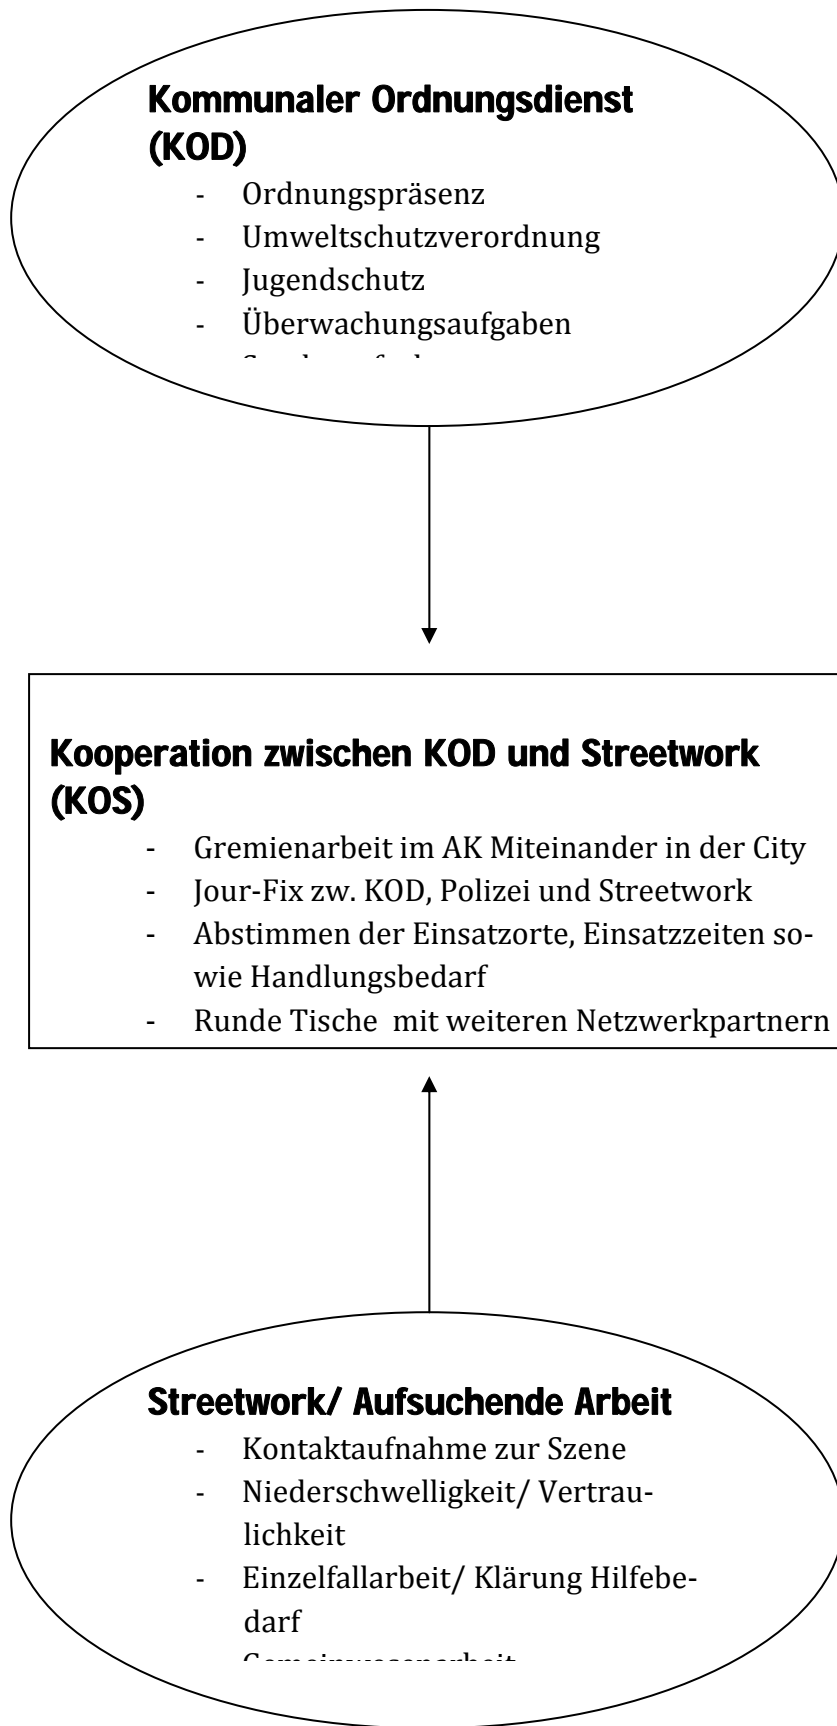 Kommunaler Ordnungsdienst
(KOD)
- Ordnungspräsenz
- Umweltschutzverordnung
- Jugendschutz
- Überwachungsaufgaben
Kooperation zwischen KOD und Streetwork
(KOS)
- Gremienarbeit im AK Miteinander in der City
- Jour-Fix zw. KOD, Polizei und Streetwork
- Abstimmen der Einsatzorte, Einsatzzeiten so-
wie Handlungsbedarf
- Runde Tische  mit weiteren Netzwerkpartnern
Streetwork/ Aufsuchende Arbeit
- Kontaktaufnahme zur Szene
- Niederschwelligkeit/ Vertrau-
lichkeit
- Einzelfallarbeit/ Klärung Hilfebe-
darf
Gemeinwesenarbeit